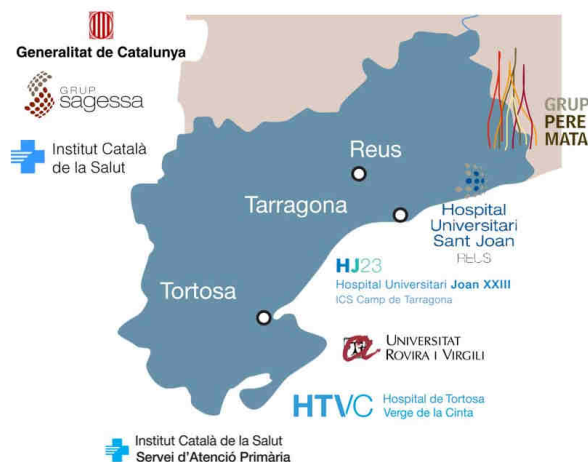 Generalitat de Catalunya
GRUP
sagessa
Institut Català
de la Salut
Reus
Tarragona
Tortosa
GRUP
PERE
MATA
Hospital
Universitari
Sant Joan
REUS
HJ23
Hospital Universitari Joan XXIII
ICS Camp de Tarragona
UNIVERSITAT
ROVIRA I VIRGILI
HTVC
Hospital de Tortosa
Verge de la Cinta
Institut Català de la Salut
Servei d'Atenció Primària